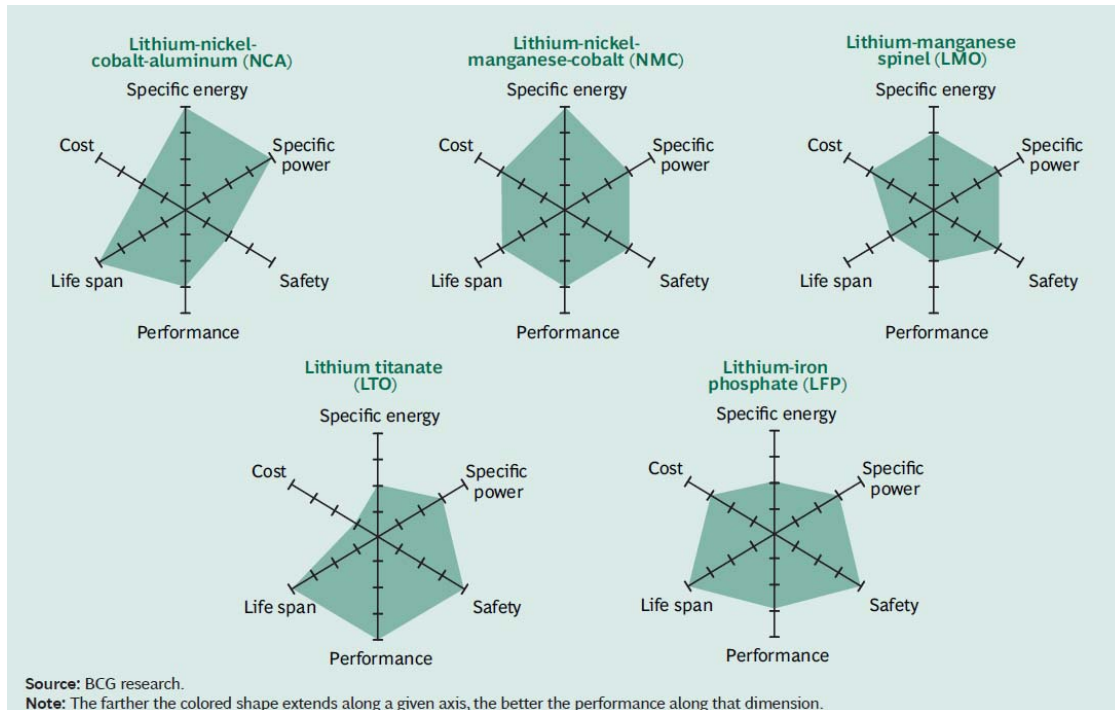 Lithium-nickel-
cobalt-aluminum (NCA)
Specific energy
Cost
Specific
power
Life span
Safety
Performance
Lithium-nickel-
manganese-cobalt (NMC)
Specific energy
Cost
Specific
power
Life span
Safety
Performance
Lithium-manganese
spinel (LMO)
Specific energy
Cost
Specific
power
Life span
Safety
Performance
Lithium titanate
(LTO)
Specific energy
Cost
Specific
power
Life span
Safety
Performance
Lithium-iron
phosphate (LFP)
Specific energy
Cost
Specific
power
Life span
Safety
Performance
Source: BCG research.
Note: The farther the colored shape extends along a given axis, the better the performance along that dimension.